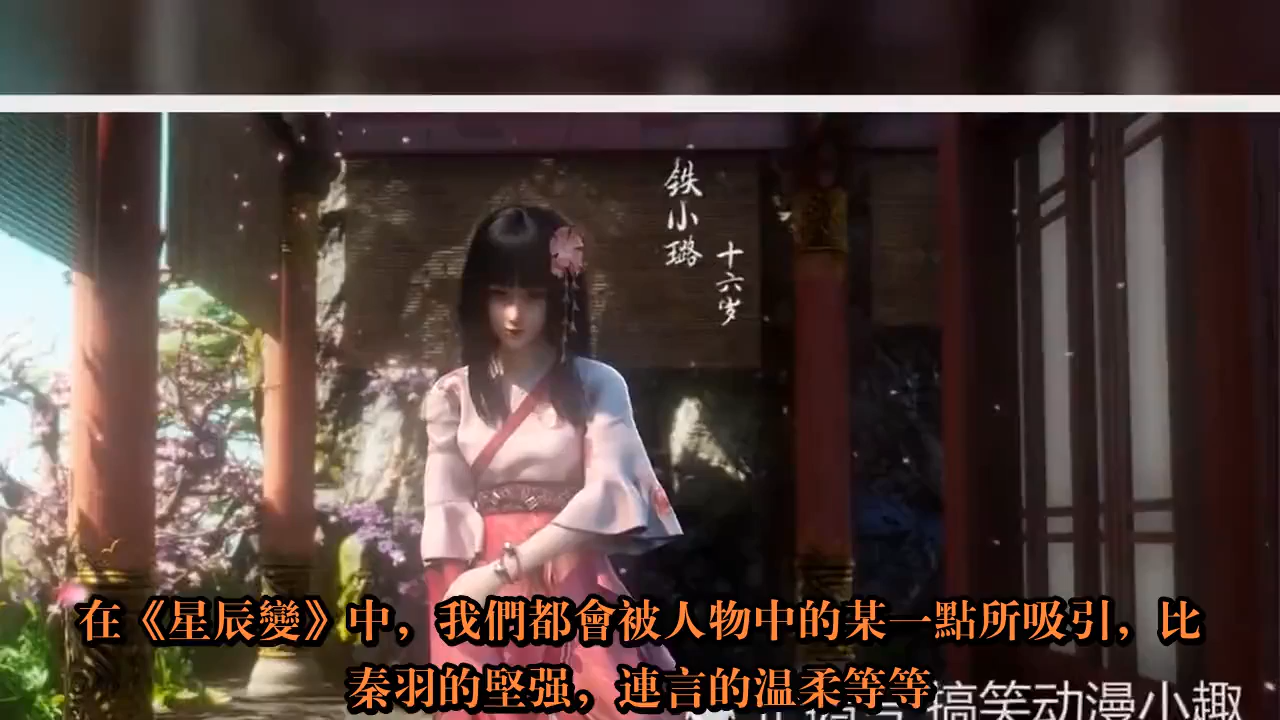 铁小璐
十六岁
在《星辰變》中，我們都會被人物中的某一點所吸引，比
秦羽的堅强，連言的温柔等等
搞笑动漫小趣